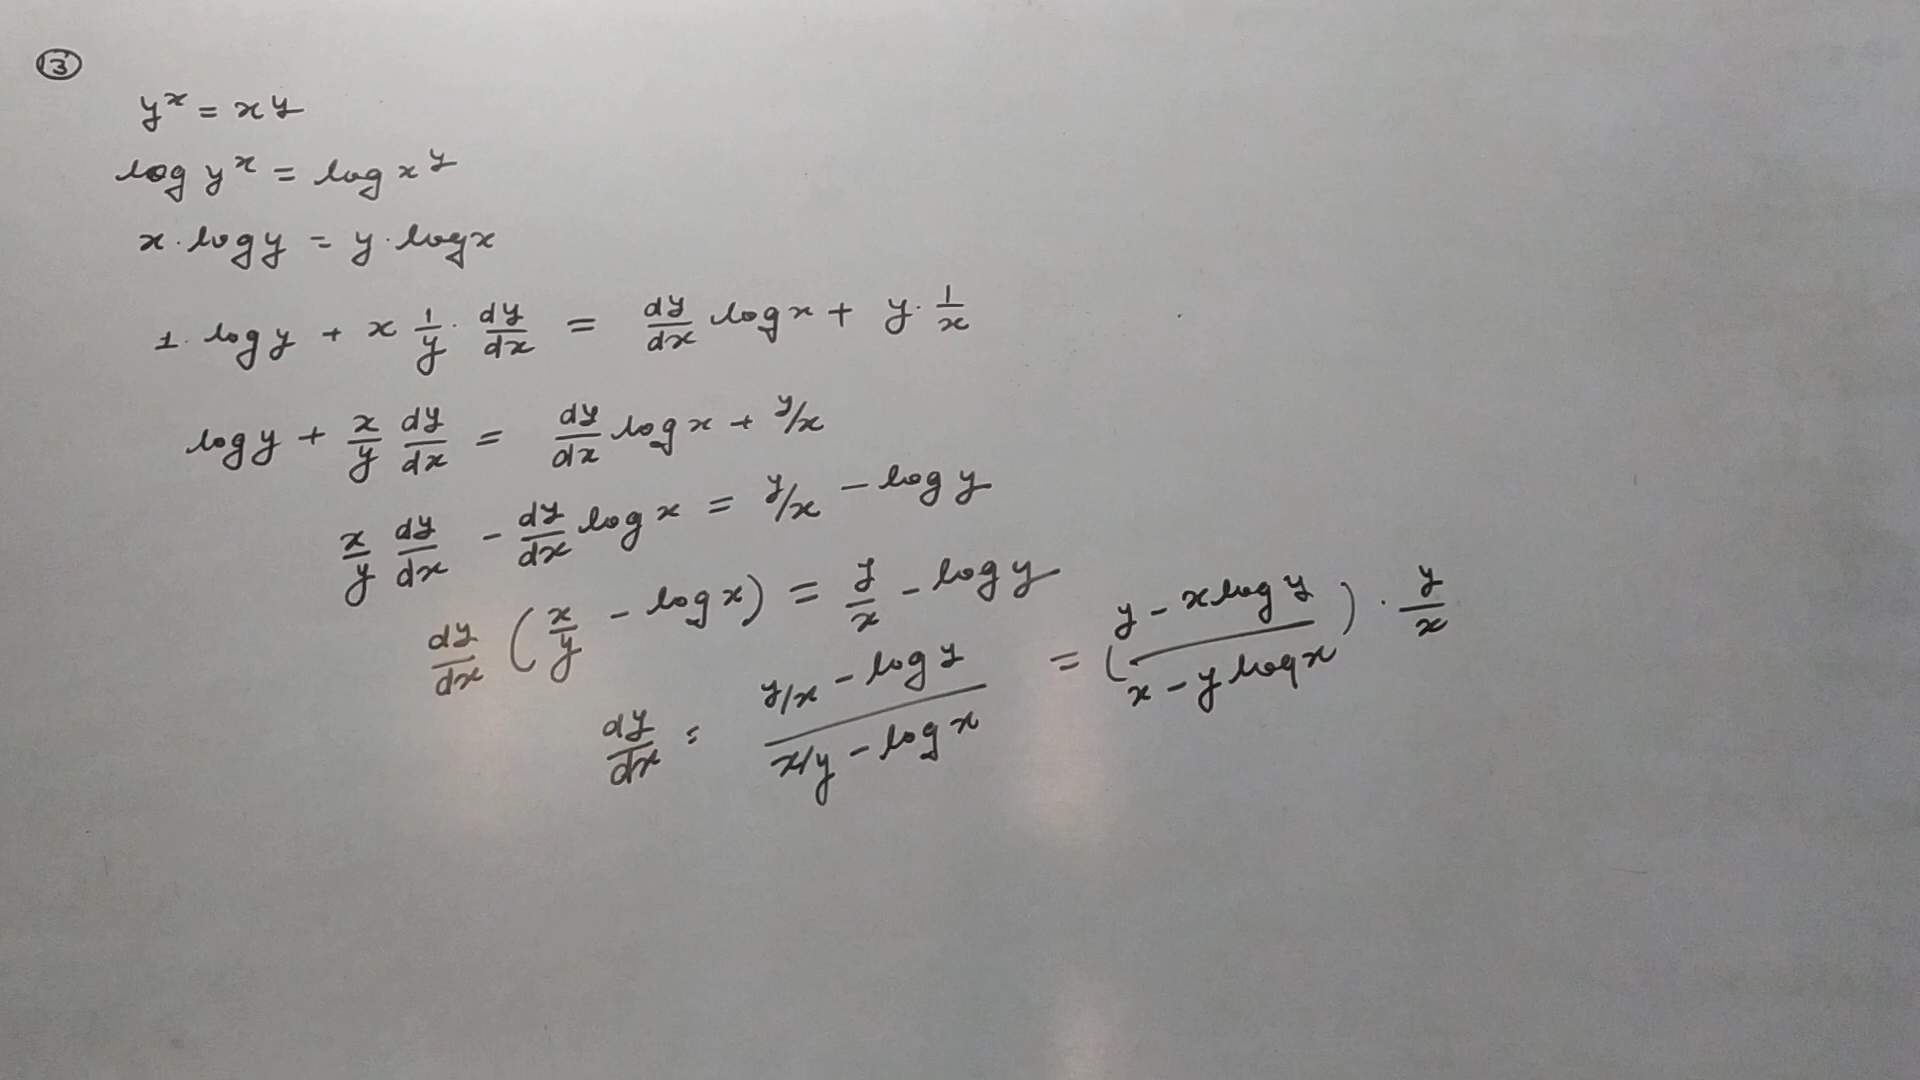 ③
y^x = x^y
log y^x = log x^y
x · log y = y · log x
1 · log y + x 1/y · dy/dx = dy/dx log x + y · 1/x
log y + x/y dy/dx = dy/dx log x + y/x
x/y dy/dx - dy/dx log x = y/x - log y
dy/dx (x/y - log x) = y/x - log y
dy/dx = (y/x - log y)/(x/y - log x) = ((y - x log y)/(x - y log x)) · y/x